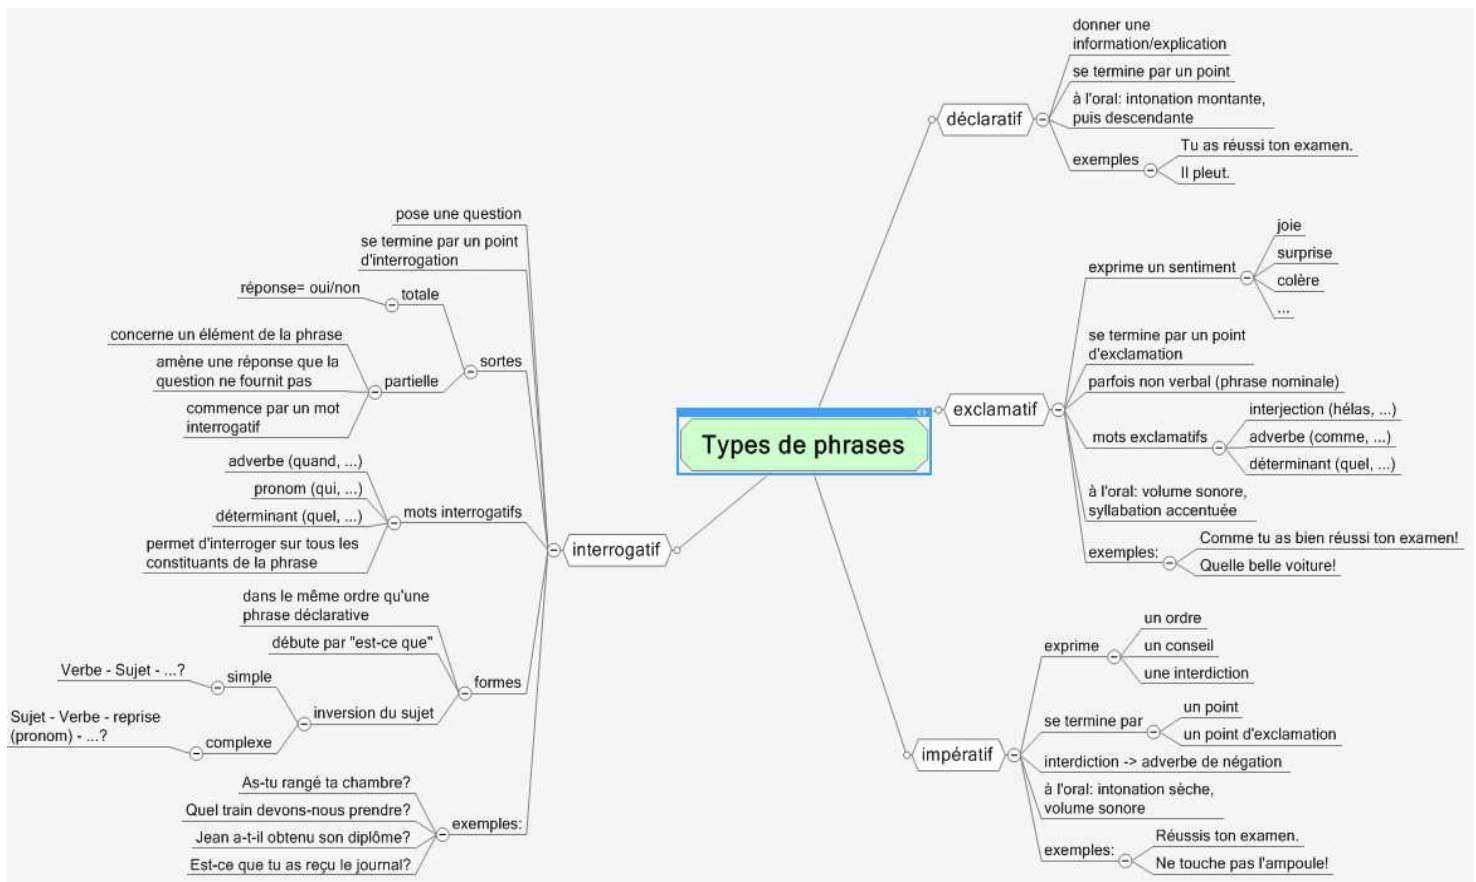 Types de phrases
déclaratif
donner une
information/explication
se termine par un point
à l'oral: intonation montante,
puis descendante
exemples
Tu as réussi ton examen.
Il pleut.
exclamatif
exprime un sentiment
joie
surprise
colère
...
se termine par un point
d'exclamation
parfois non verbal (phrase nominale)
mots exclamatifs
interjection (hélas, ...)
adverbe (comme, ...)
déterminant (quel, ...)
à l'oral: volume sonore,
syllabation accentuée
exemples:
Comme tu as bien réussi ton examen!
Quelle belle voiture!
impératif
exprime
un ordre
un conseil
une interdiction
se termine par
un point
un point d'exclamation
interdiction -> adverbe de négation
à l'oral: intonation sèche,
volume sonore
exemples:
Réussis ton examen.
Ne touche pas l'ampoule!
interrogatif
pose une question
se termine par un point
d'interrogation
sortes
totale
réponse= oui/non
partielle
concerne un élément de la phrase
amène une réponse que la
question ne fournit pas
commence par un mot
interrogatif
mots interrogatifs
adverbe (quand, ...)
pronom (qui, ...)
déterminant (quel, ...)
permet d'interroger sur tous les
constituants de la phrase
formes
dans le même ordre qu'une
phrase déclarative
débute par "est-ce que"
inversion du sujet
simple
Verbe - Sujet - ...?
complexe
Sujet - Verbe - reprise
(pronom) - ...?
exemples:
As-tu rangé ta chambre?
Quel train devons-nous prendre?
Jean a-t-il obtenu son diplôme?
Est-ce que tu as reçu le journal?